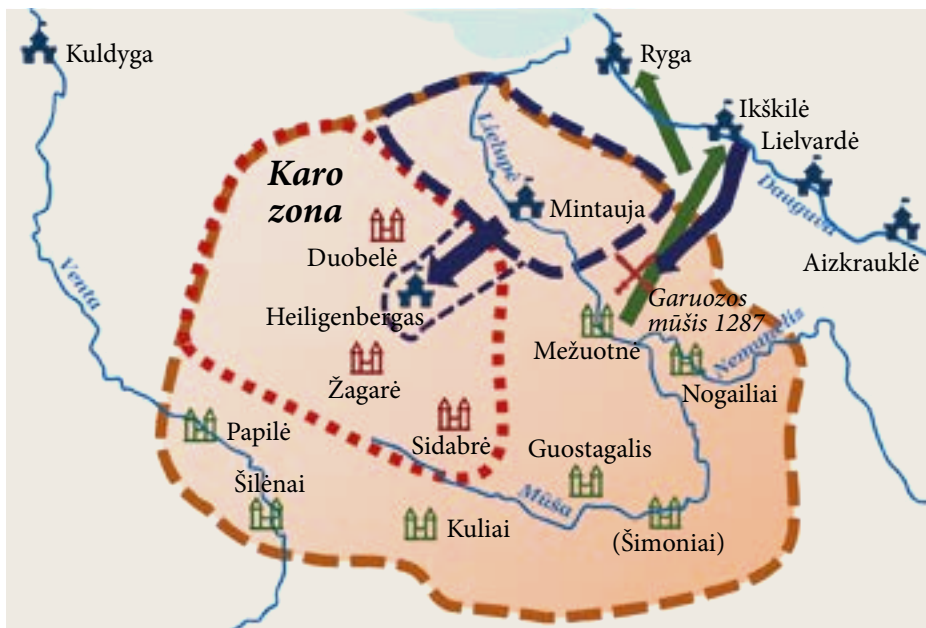 Kuldyga
Ryga
Ikškilė
Lielvardė
Lielupė
Karo
zona
Mintauja
Dauguva
Duobelė
Aizkrauklė
Venta
Heiligenbergas
Garuozos
mūšis 1287
Mežuotnė
Nemunėlis
Žagarė
Nogailiai
Papilė
Sidabrė
Guostagalis
Šilėnai
Mūša
Kuliai
(Šimoniai)